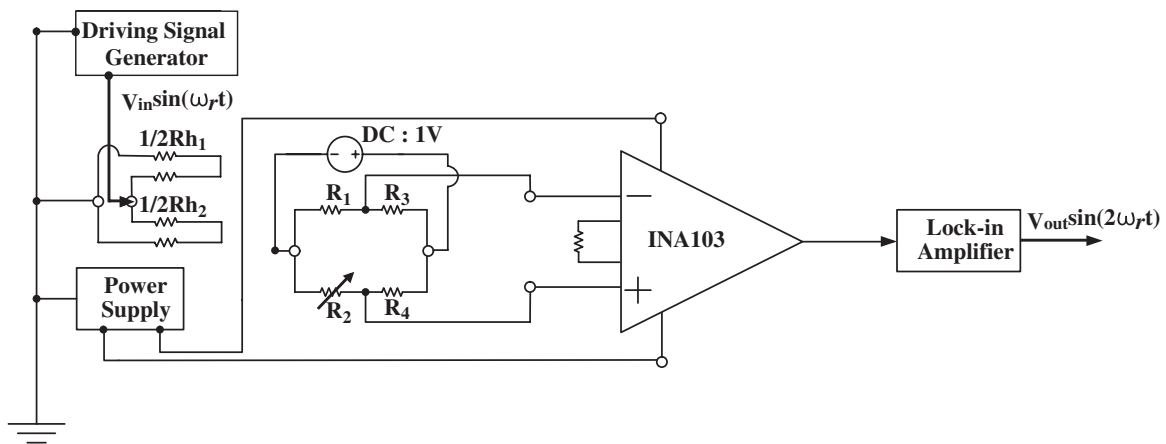 Driving Signal
Generator
Vinsin(ωrt)
1/2Rh1
1/2Rh2
DC : 1V
- +
R1
R3
R2
R4
Power
Supply
−
INA103
+
Lock-in
Amplifier
Voutsin(2ωrt)